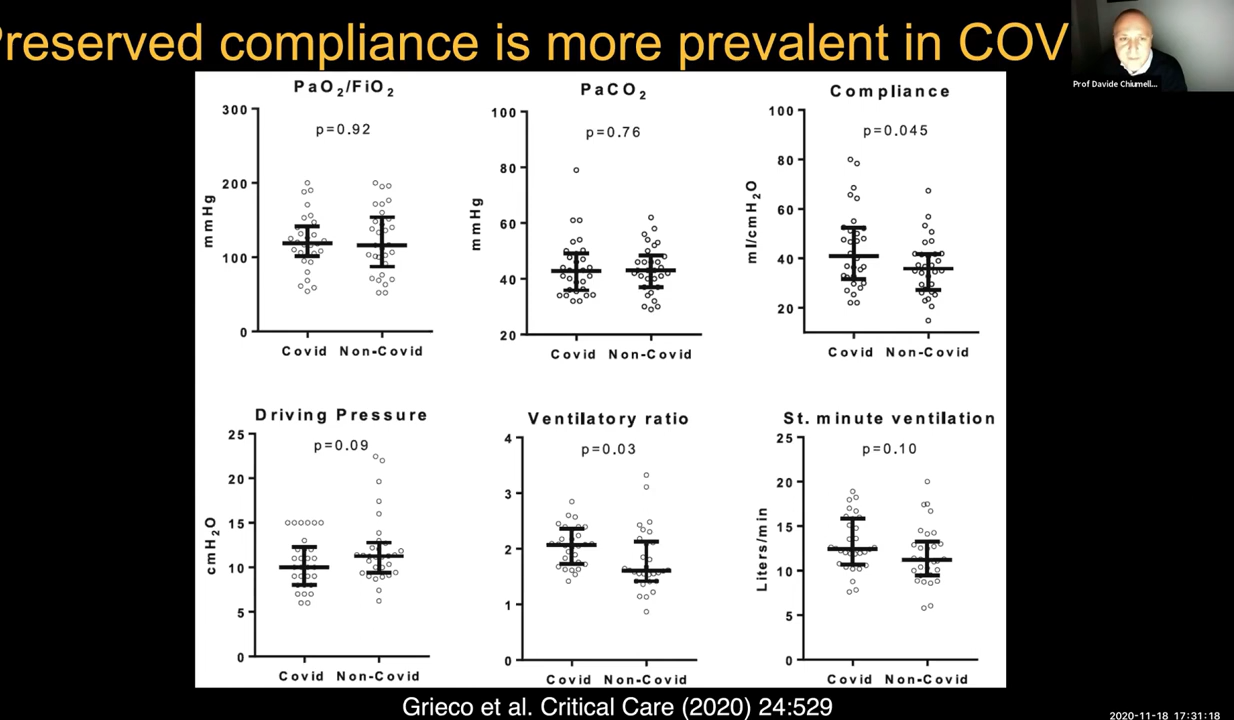 Preserved compliance is more prevalent in COV
Prof Davide Chiumell...
PaO2/FiO2
p=0.92
mmHg
300
200
100
0
Covid Non-Covid
PaCO2
p=0.76
mmHg
100
80
60
40
20
Covid Non-Covid
Compliance
p=0.045
ml/cmH2O
100
80
60
40
20
Covid Non-Covid
Driving Pressure
p=0.09
cmH2O
25
20
15
10
5
0
Covid Non-Covid
Ventilatory ratio
p=0.03
4
3
2
1
0
Covid Non-Covid
St. minute ventilation
p=0.10
Liters/min
25
20
15
10
5
0
Covid Non-Covid
Grieco et al. Critical Care (2020) 24:529
2020-11-18 17:31:18